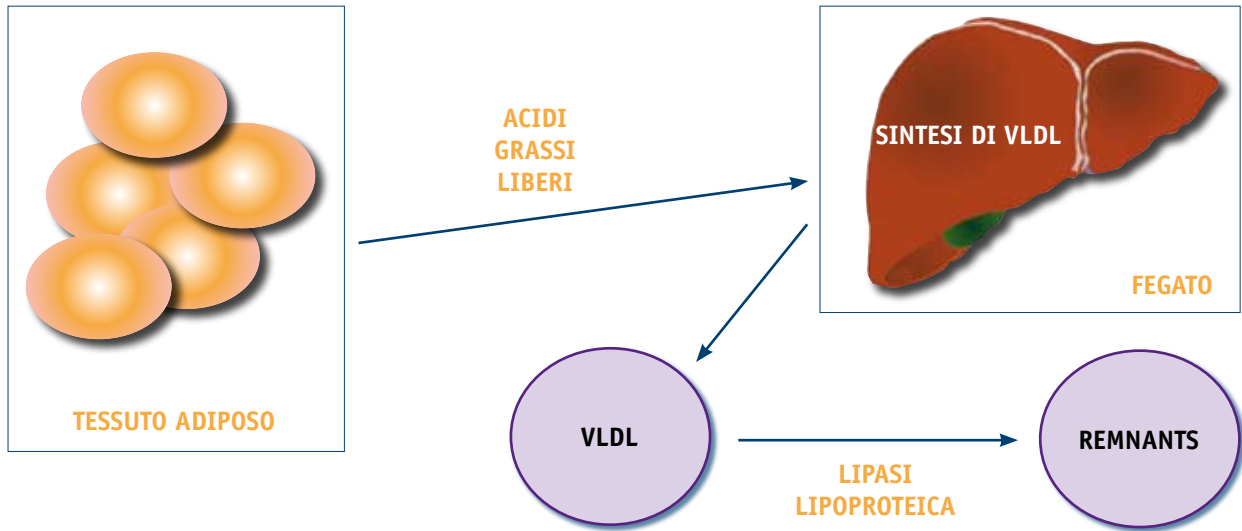 ACIDI
GRASSI
LIBERI
SINTESI DI VLDL
FEGATO
TESSUTO ADIPOSO
VLDL
LIPASI
LIPOPROTEICA
REMNANTS